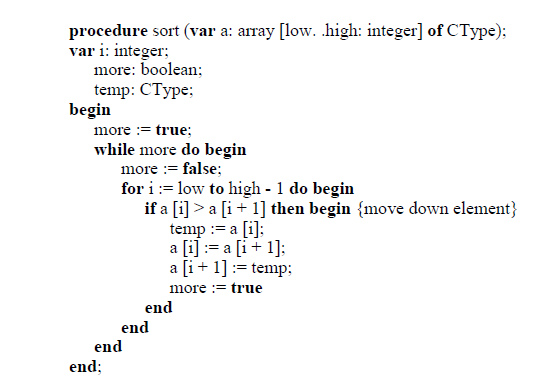 procedure sort (var a: array [low. .high: integer] of CType);
var i: integer;
more: boolean;
temp: CType;
begin
more := true;
while more do begin
more := false;
for i := low to high - 1 do begin
if a [i] > a [i + 1] then begin {move down element}
temp := a [i];
a [i] := a [i + 1];
a [i + 1] := temp;
more := true
end
end
end
end;